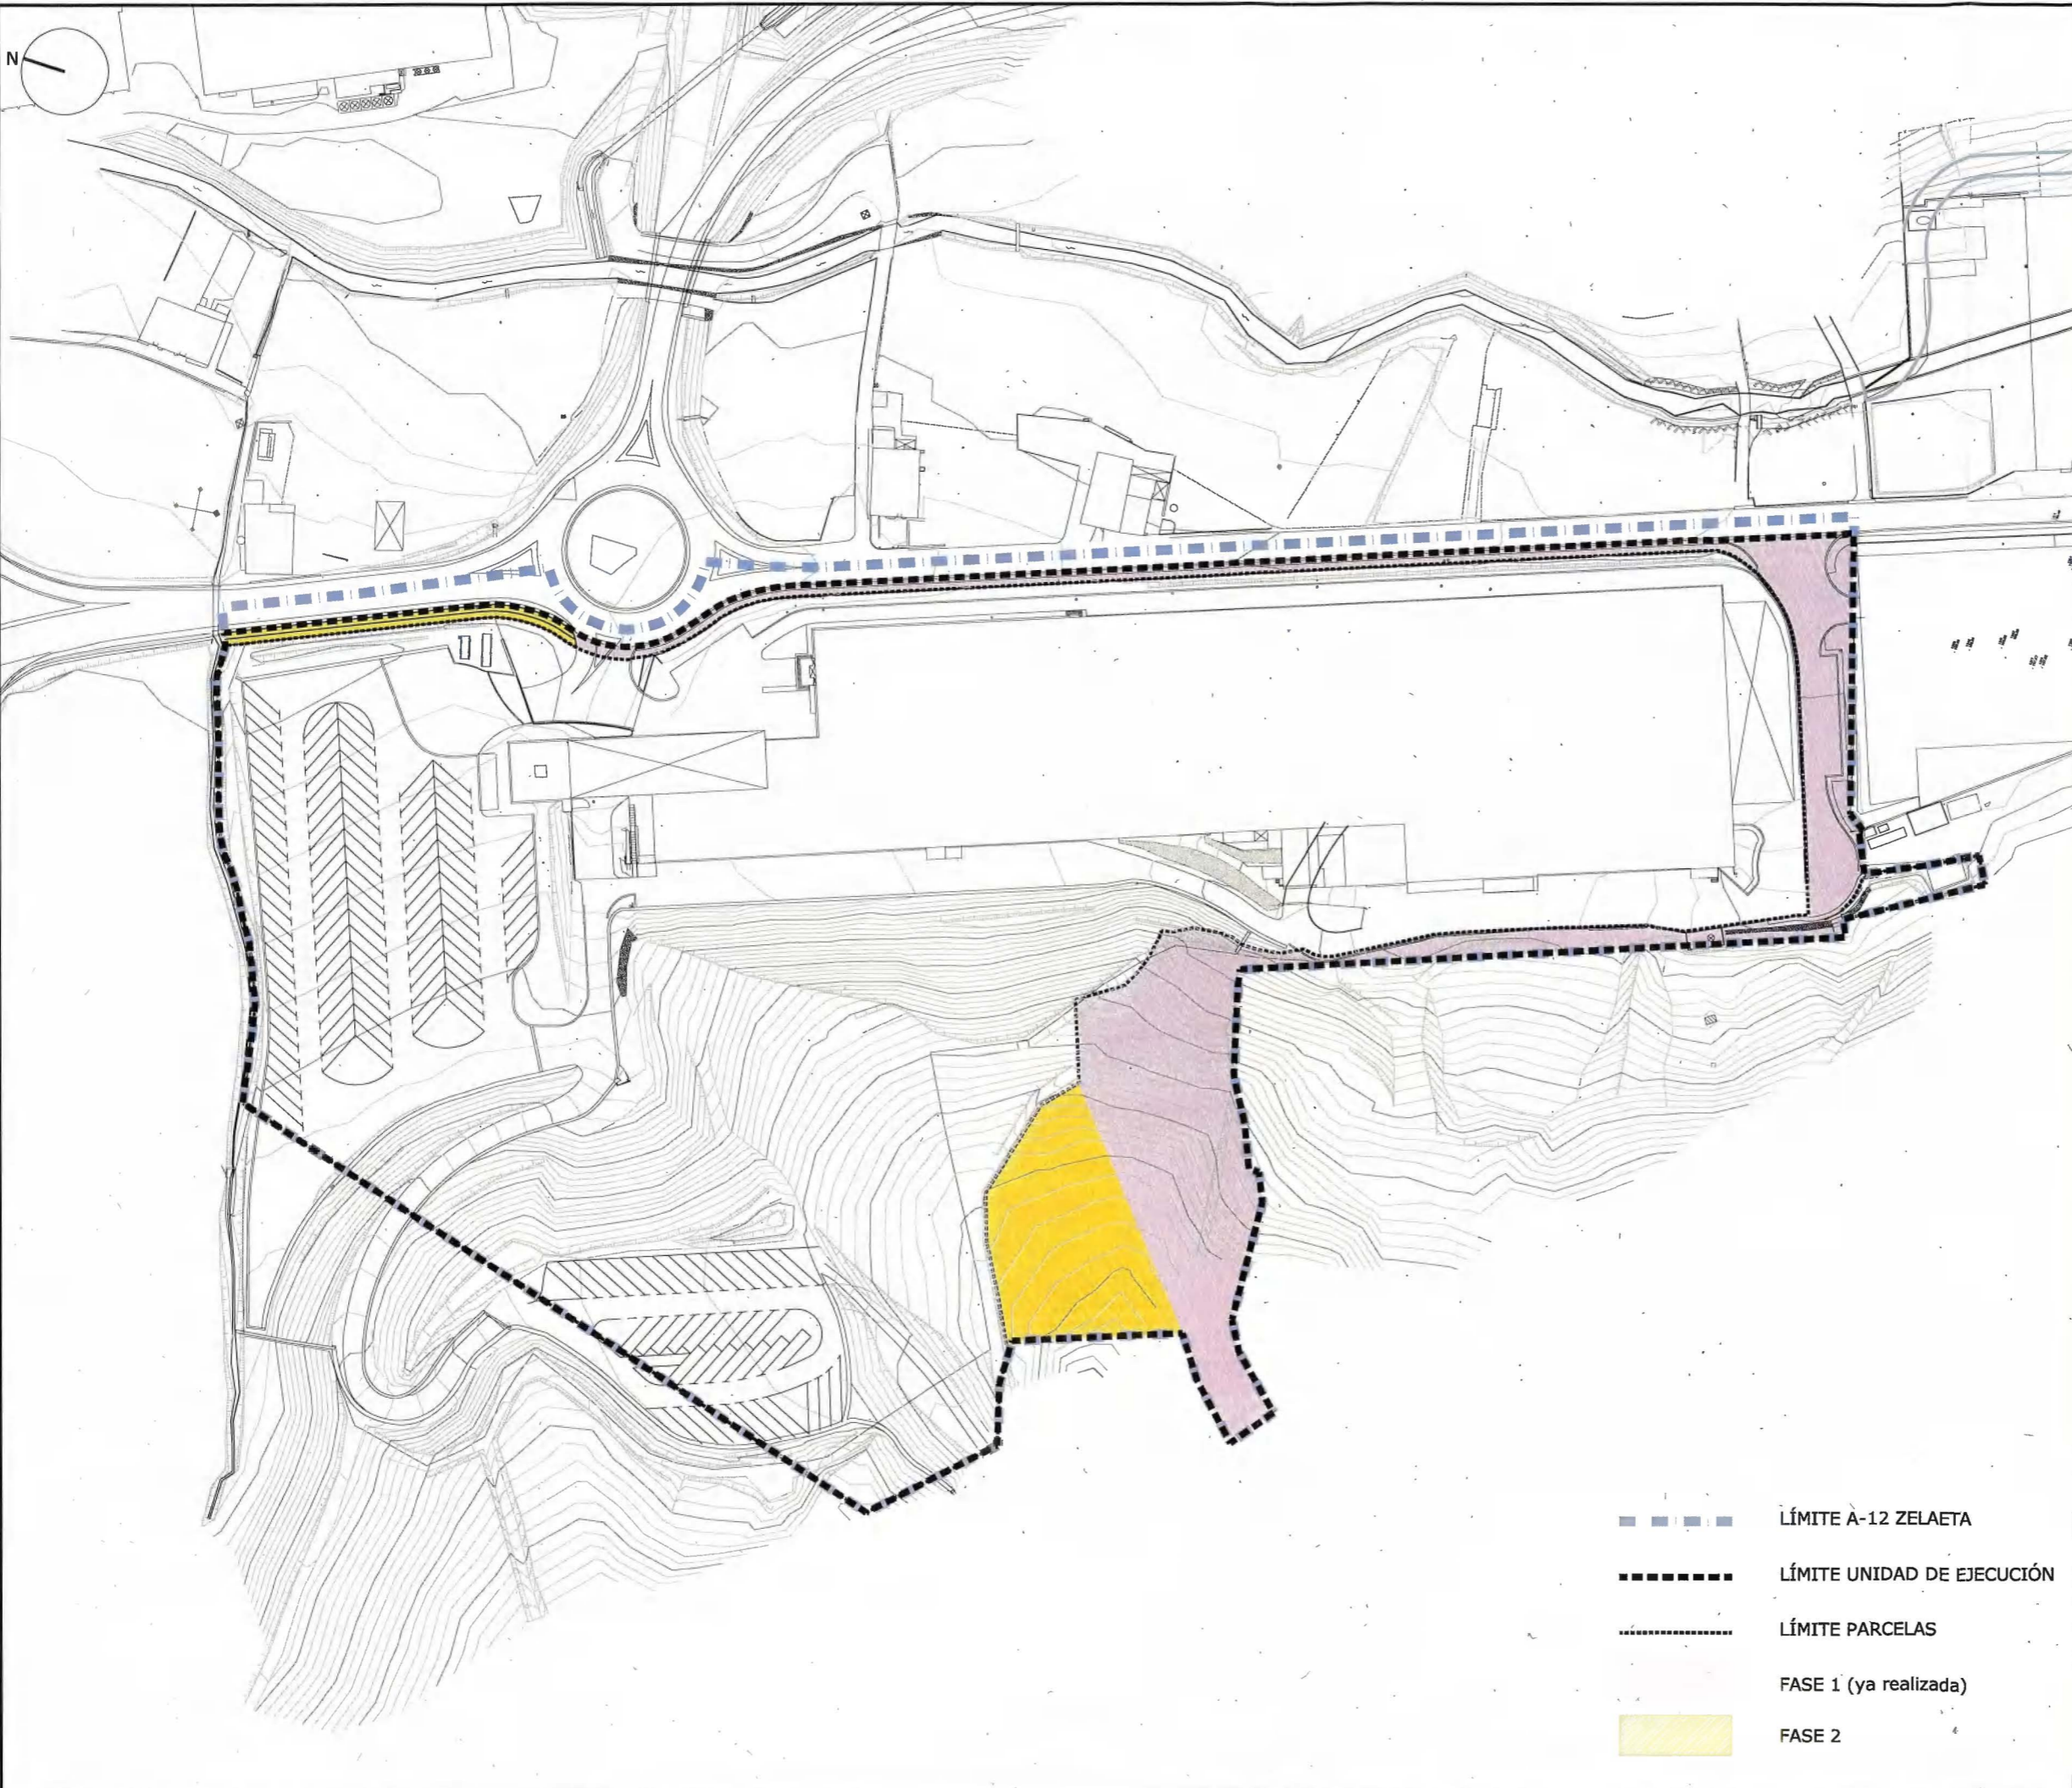 N
LÍMITE A-12 ZELAETA
LÍMITE UNIDAD DE EJECUCIÓN
LÍMITE PARCELAS
FASE 1 (ya realizada)
FASE 2